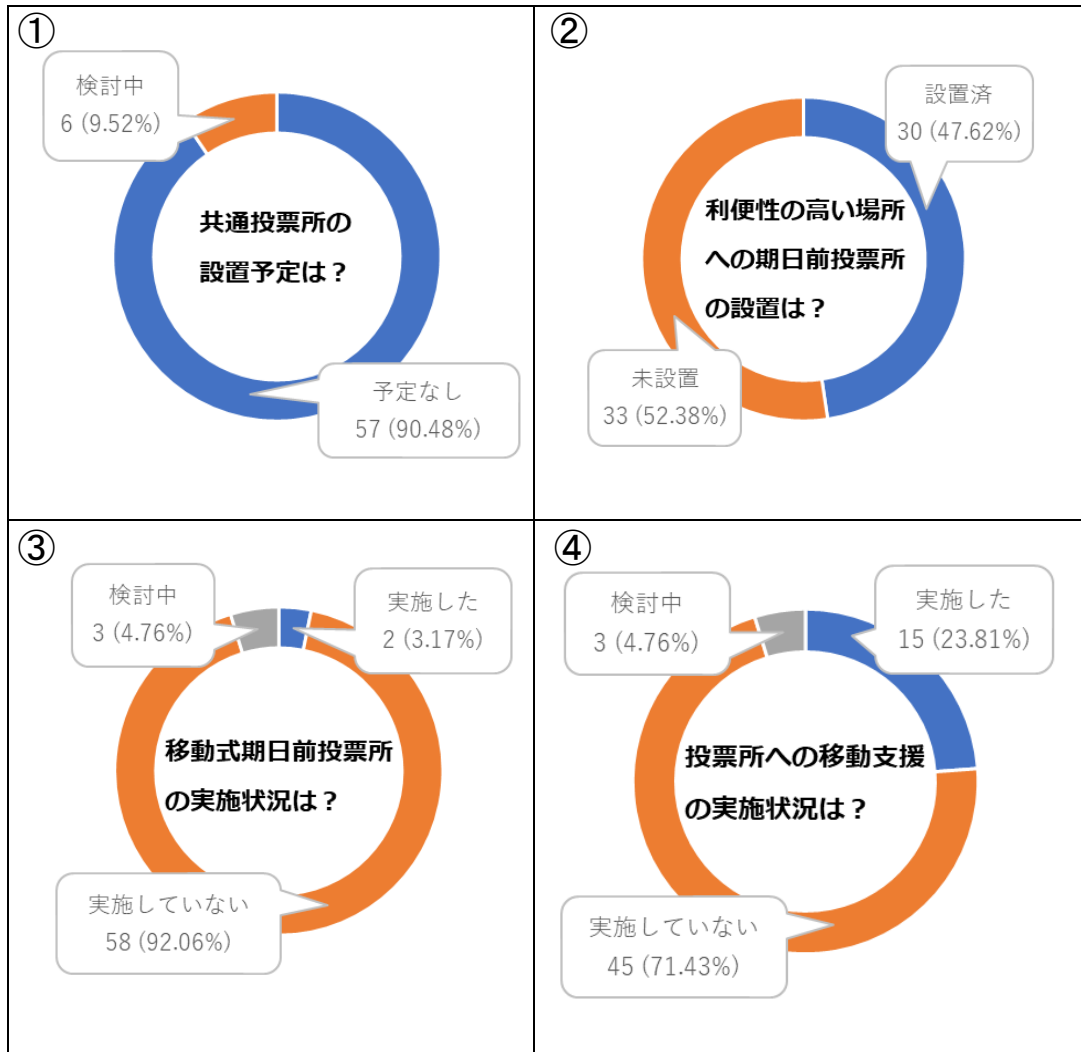 ①
検討中
6 (9.52%)
共通投票所の
設置予定は？
予定なし
57 (90.48%)
②
設置済
30 (47.62%)
利便性の高い場所
への期日前投票所
の設置は？
未設置
33 (52.38%)
③
検討中
3 (4.76%)
実施した
2 (3.17%)
移動式期日前投票所
の実施状況は？
実施していない
58 (92.06%)
④
検討中
3 (4.76%)
実施した
15 (23.81%)
投票所への移動支援
の実施状況は？
実施していない
45 (71.43%)